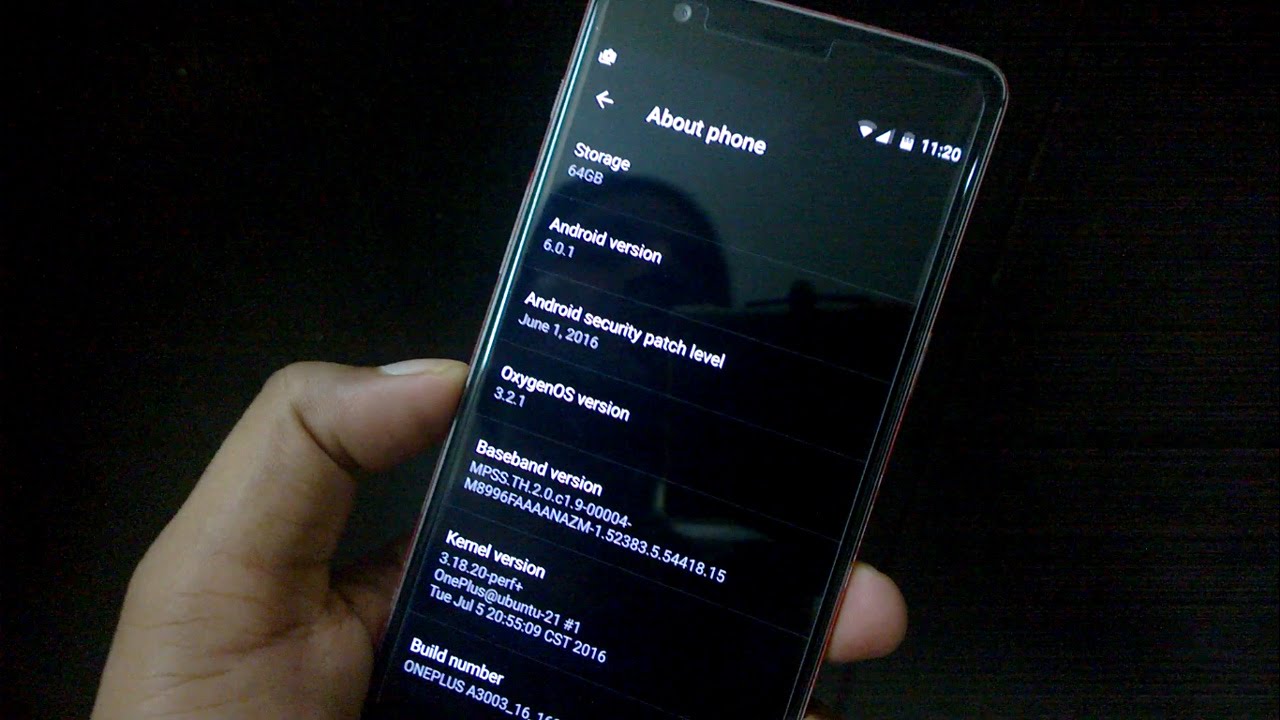 11:20
About phone
Storage
64GB
Android version
6.0.1
Android security patch level
June 1, 2016
OxygenOS version
3.2.1
Baseband version
MPSS.TH.2.0.c1.9-00004-
M8996FAAAANAZM-1.52383.5.54418.15
Kernel version
3.18.20-perf+
OnePlus@ubuntu-21 #1
Tue Jul 5 20:55:09 CST 2016
Build number
ONEPLUS A3003_16_160